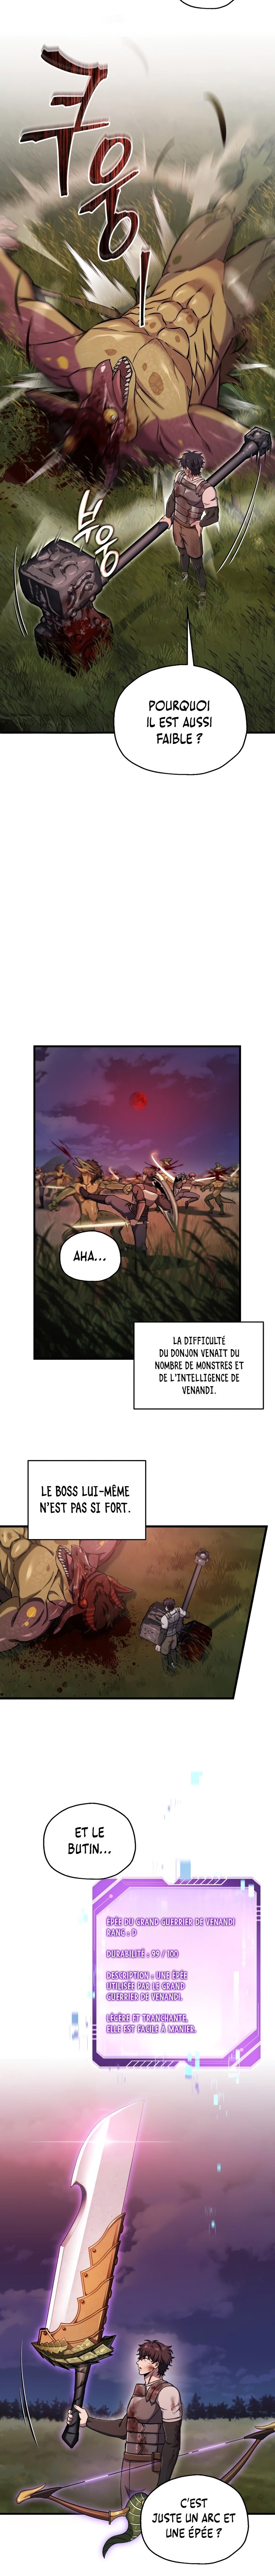 쿠웅!
부웅
POURQUOI
IL EST AUSSI
FAIBLE ?
AHA...
LA DIFFICULTÉ
DU DONJON VENAIT DU
NOMBRE DE MONSTRES ET
DE L'INTELLIGENCE DE
VENANDI.
LE BOSS LUI-MÊME
N'EST PAS SI FORT.
ET LE
BUTIN...
ÉPÉE DU GRAND GUERRIER DE VENANDI
RANG : D
DURABILITÉ : 99 / 100
DESCRIPTION : UNE ÉPÉE
UTILISÉE PAR LE GRAND
GUERRIER DE VENANDI.
LÉGÈRE ET TRANCHANTE,
ELLE EST FACILE À MANIER.
C'EST
JUSTE UN ARC ET
UNE ÉPÉE ?